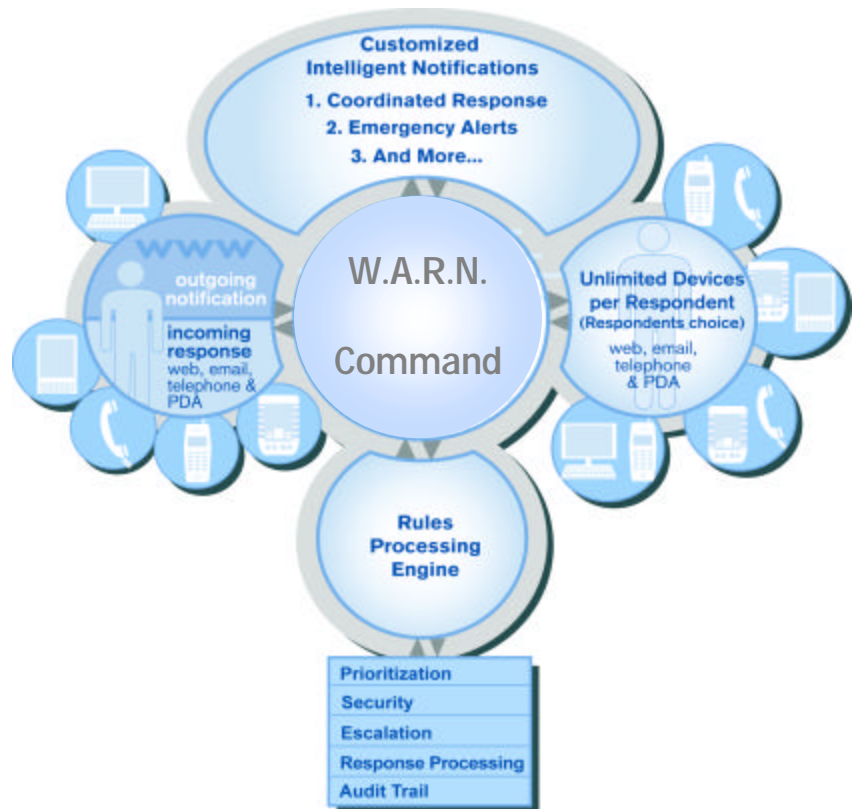 Customized
Intelligent Notifications
1. Coordinated Response
2. Emergency Alerts
3. And More...
www
outgoing
notification
incoming
response
web, email,
telephone &
PDA
W.A.R.N.
Command
Unlimited Devices
per Respondent
(Respondents choice)
web, email,
telephone
& PDA
Rules
Processing
Engine
Prioritization
Security
Escalation
Response Processing
Audit Trail